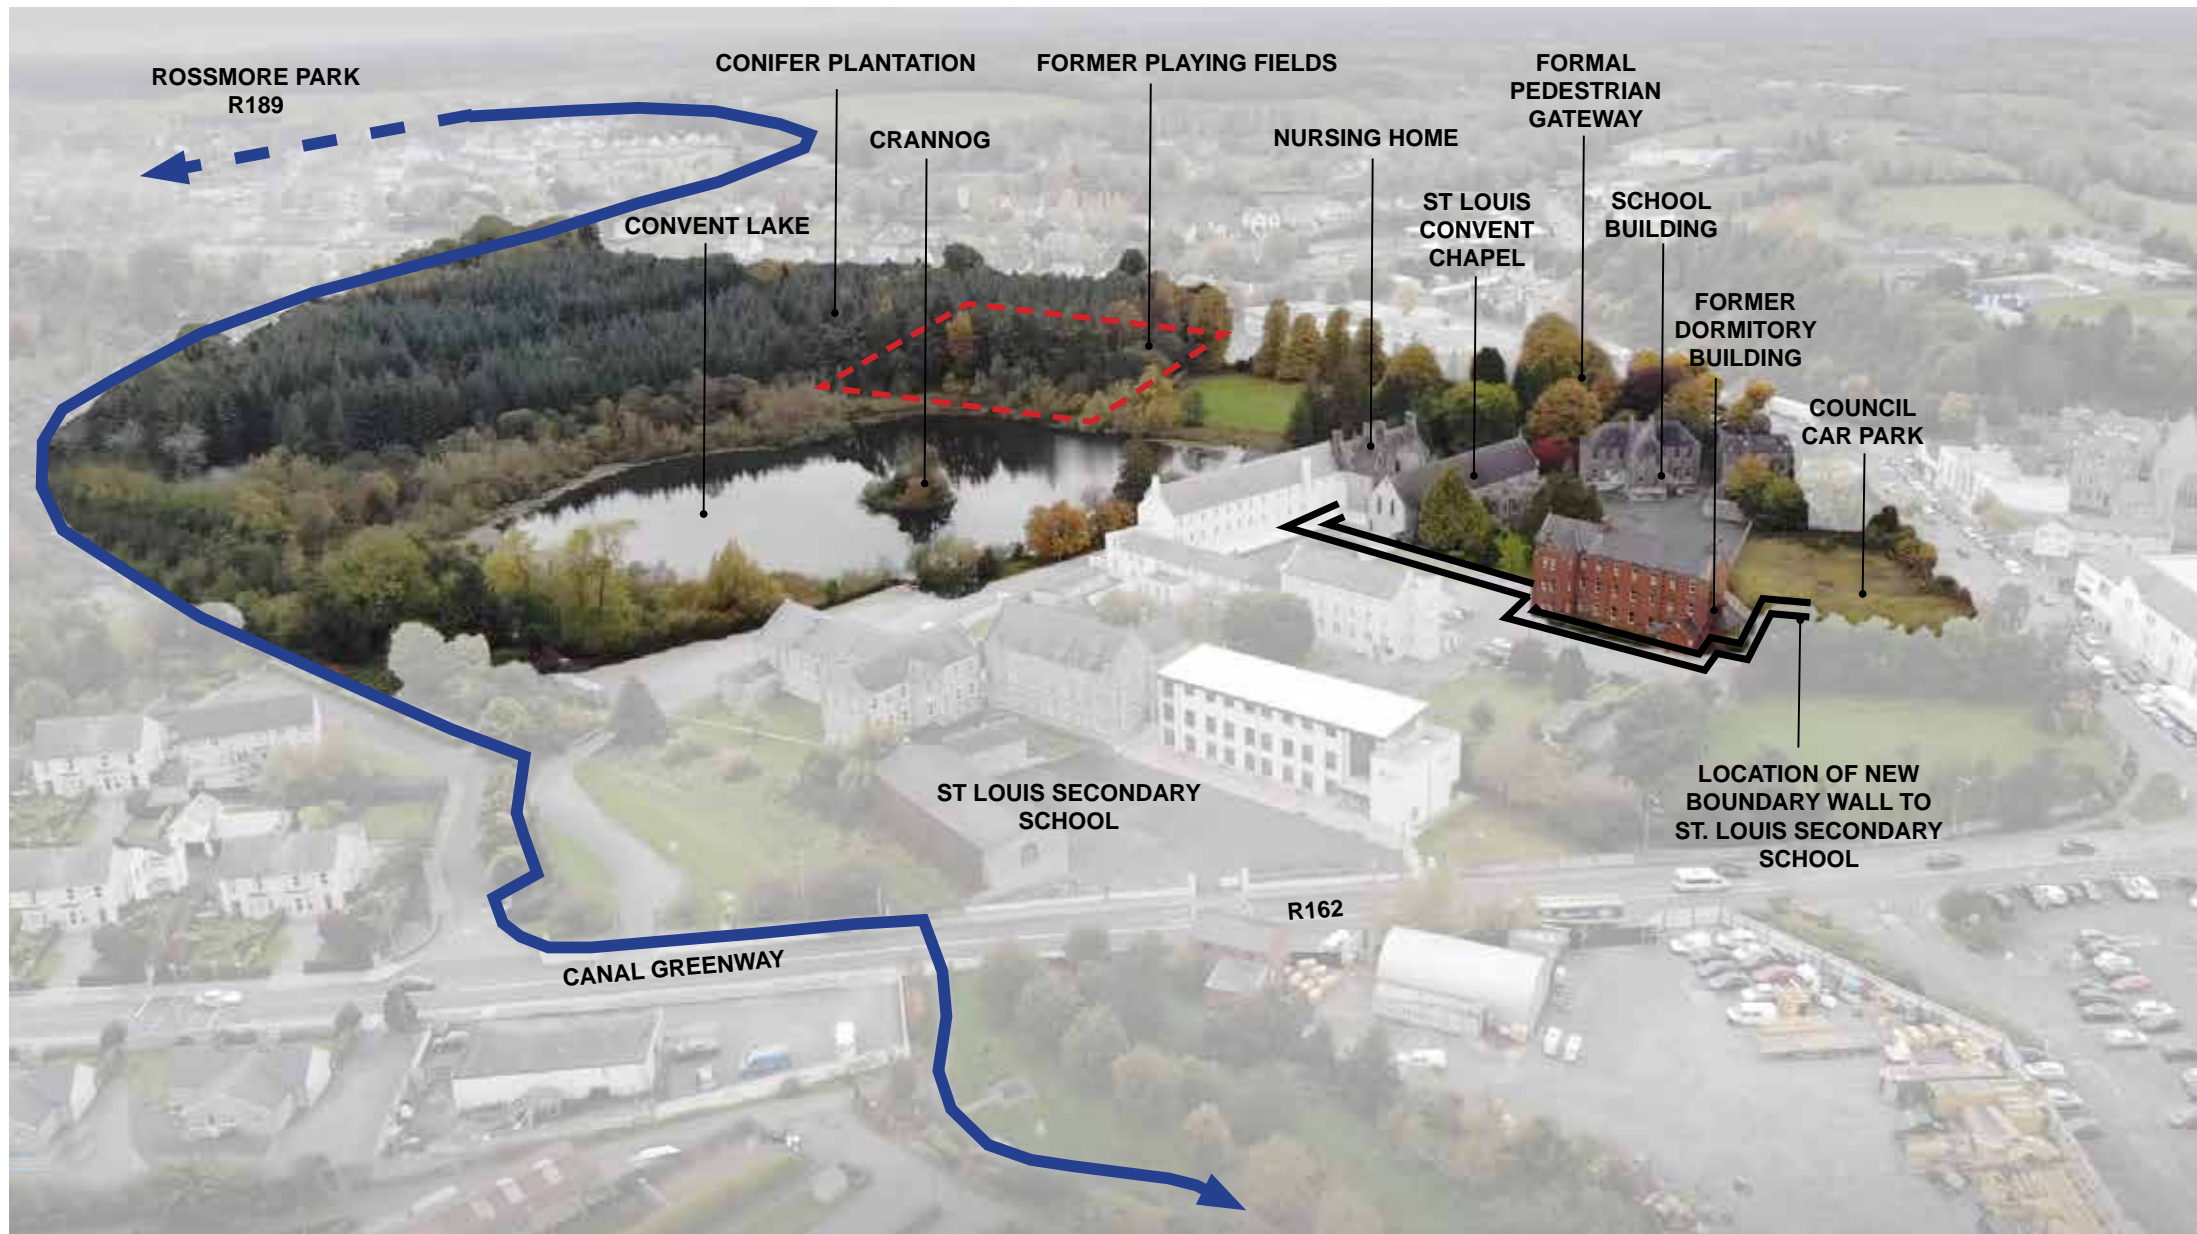 ROSSMORE PARK
R189
CONIFER PLANTATION
FORMER PLAYING FIELDS
FORMAL
PEDESTRIAN
GATEWAY
CRANNOG
NURSING HOME
CONVENT LAKE
ST LOUIS
CONVENT
CHAPEL
SCHOOL
BUILDING
FORMER
DORMITORY
BUILDING
COUNCIL
CAR PARK
ST LOUIS SECONDARY
SCHOOL
LOCATION OF NEW
BOUNDARY WALL TO
ST. LOUIS SECONDARY
SCHOOL
R162
CANAL GREENWAY